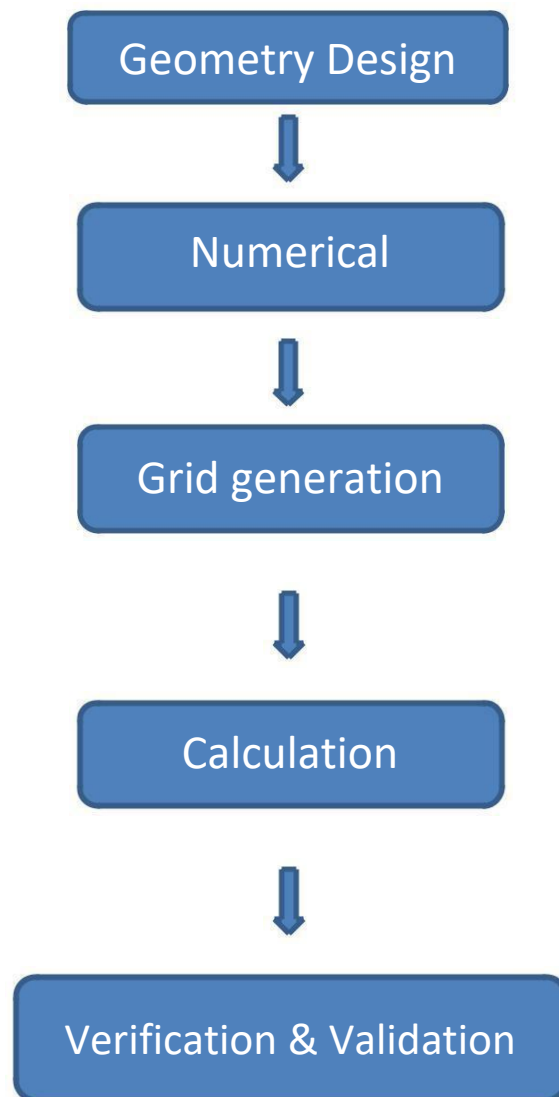 Geometry Design
Numerical
Grid generation
Calculation
Verification & Validation